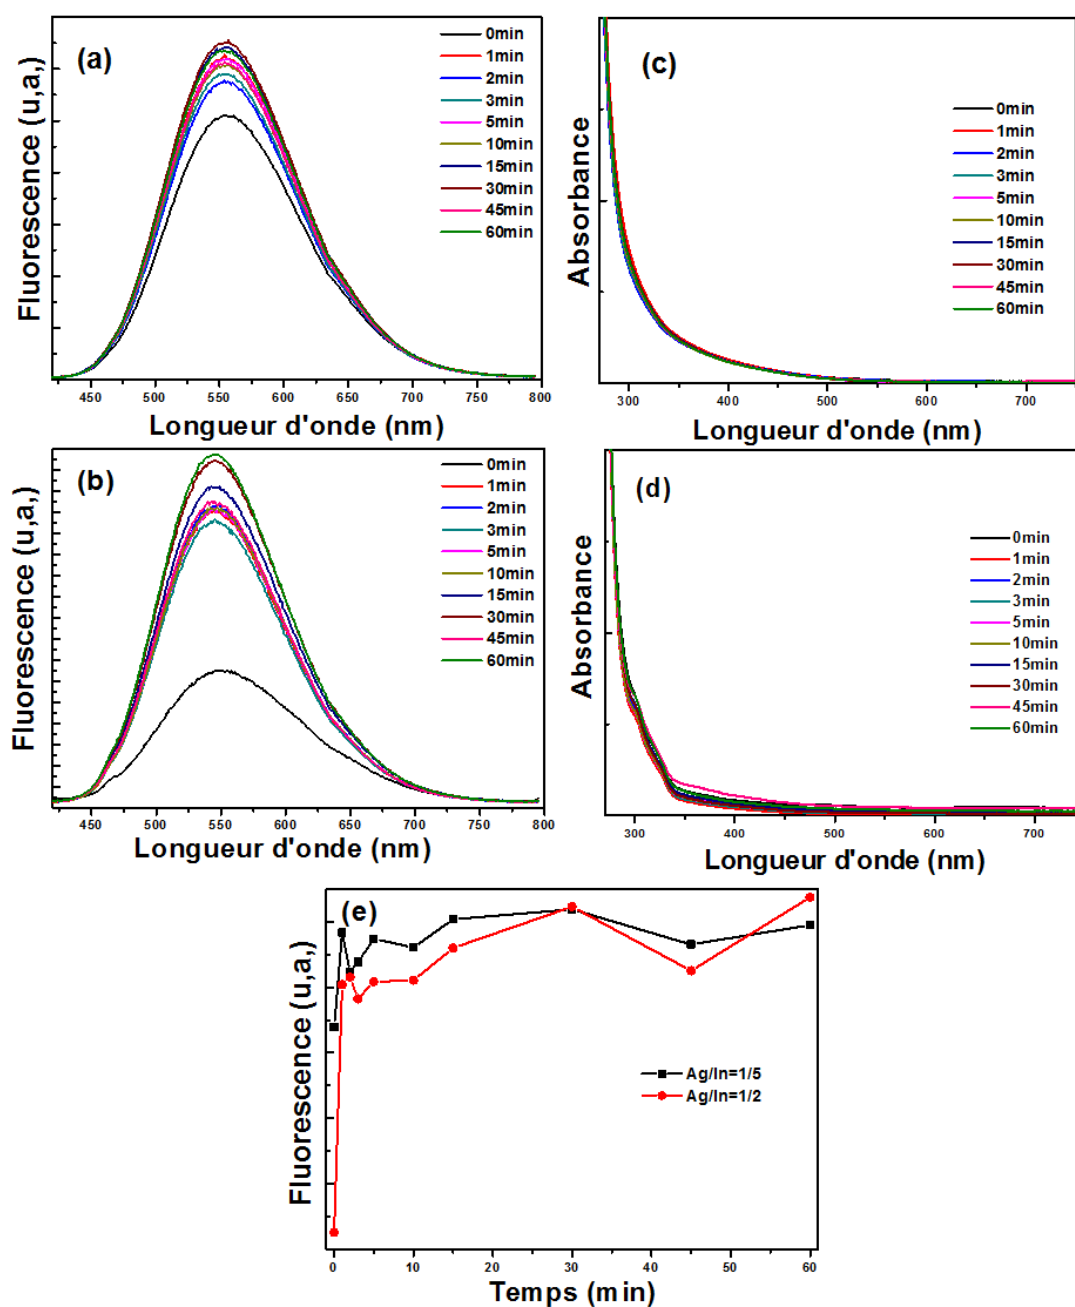 (a)
0min
1min
2min
3min
5min
10min
15min
30min
45min
60min
Fluorescence (u,a,)
450 500 550 600 650 700 750 800
Longueur d'onde (nm)
(c)
0min
1min
2min
3min
5min
10min
15min
30min
45min
60min
Absorbance
300 400 500 600 700
Longueur d'onde (nm)
(b)
0min
1min
2min
3min
5min
10min
15min
30min
45min
60min
Fluorescence (u,a,)
450 500 550 600 650 700 750 800
Longueur d'onde (nm)
(d)
0min
1min
2min
3min
5min
10min
15min
30min
45min
60min
Absorbance
300 400 500 600 700
Longueur d'onde (nm)
(e)
Ag/In=1/5
Ag/In=1/2
Fluorescence (u,a,)
0 10 20 30 40 50 60
Temps (min)